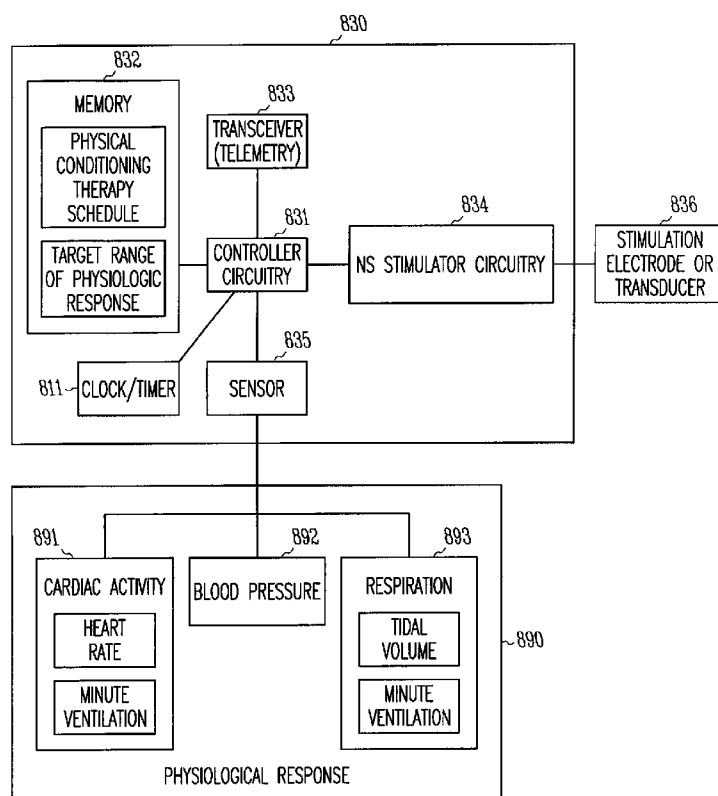 830
832
MEMORY
PHYSICAL
CONDITIONING
THERAPY
SCHEDULE
TARGET RANGE
OF PHYSIOLOGIC
RESPONSE
833
TRANSCEIVER
(TELEMETRY)
831
CONTROLLER
CIRCUITRY
834
NS STIMULATOR CIRCUITRY
836
STIMULATION
ELECTRODE OR
TRANSDUCER
811
CLOCK/TIMER
835
SENSOR
891
CARDIAC ACTIVITY
HEART
RATE
MINUTE
VENTILATION
892
BLOOD PRESSURE
893
RESPIRATION
TIDAL
VOLUME
MINUTE
VENTILATION
890
PHYSIOLOGICAL RESPONSE